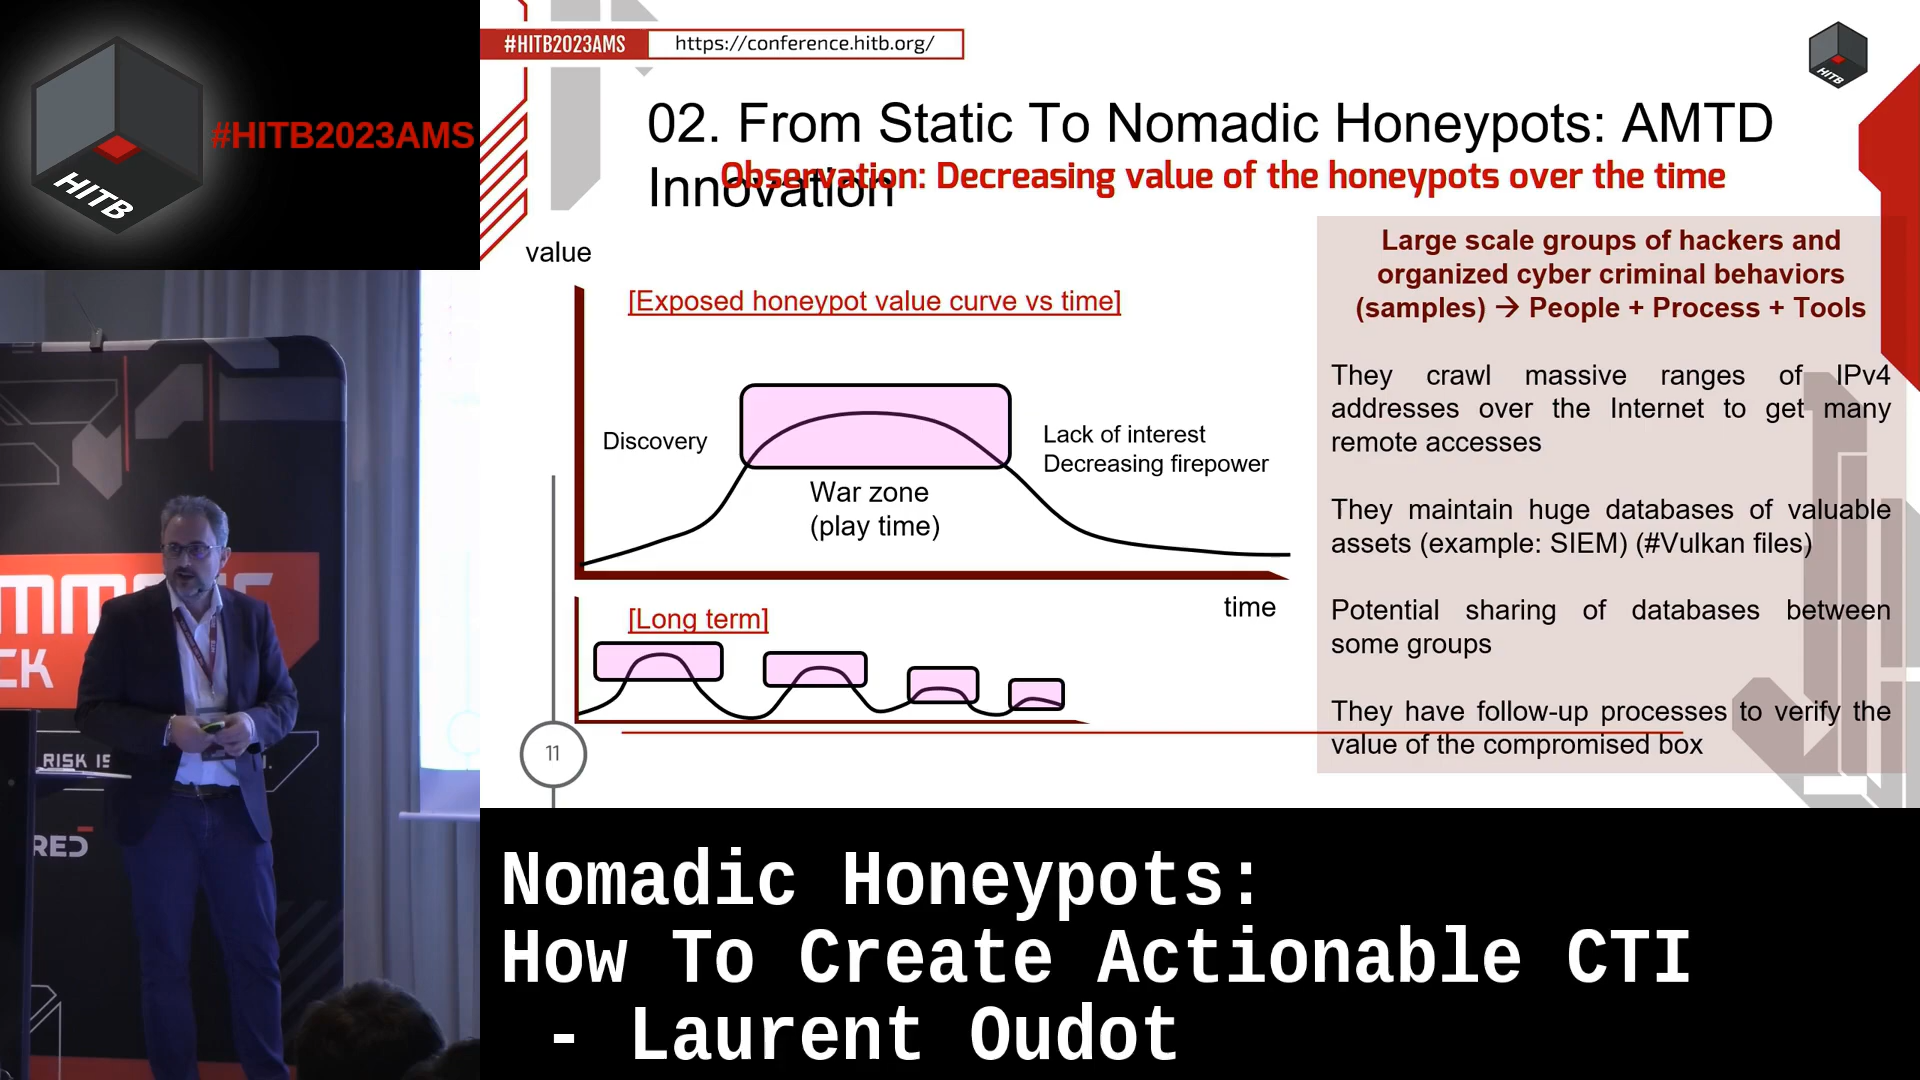 HITB
#HITB2023AMS
#HITB2023AMS
https://conference.hitb.org/
HITB
02. From Static To Nomadic Honeypots: AMTD
Innovation
Observation: Decreasing value of the honeypots over the time
value
[Exposed honeypot value curve vs time]
Discovery
War zone
(play time)
Lack of interest
Decreasing firepower
time
[Long term]
11
Large scale groups of hackers and
organized cyber criminal behaviors
(samples) → People + Process + Tools
They crawl massive ranges of IPv4
addresses over the Internet to get many
remote accesses
They maintain huge databases of valuable
assets (example: SIEM) (#Vulkan files)
Potential sharing of databases between
some groups
They have follow-up processes to verify the
value of the compromised box
CK
RISK IS
RED
Nomadic Honeypots:
How To Create Actionable CTI
- Laurent Oudot